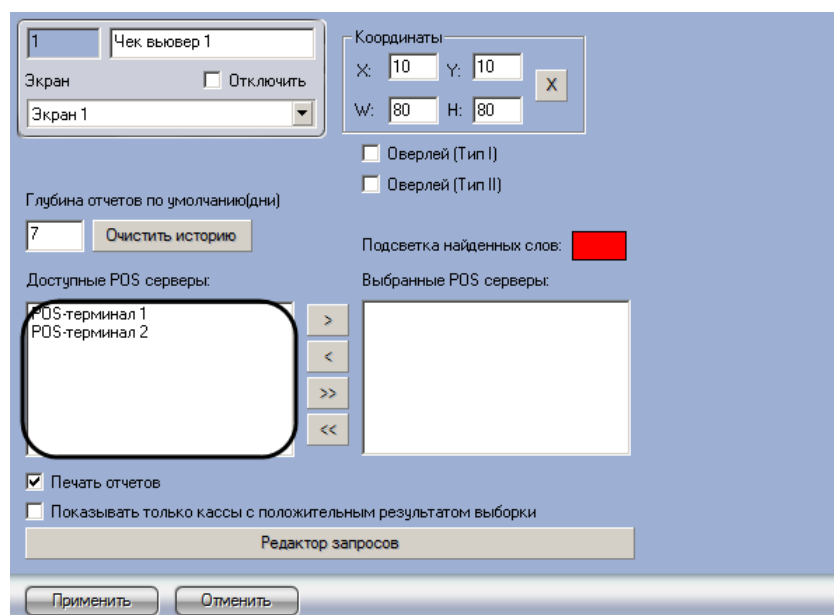 1 Чек вьювер 1
Экран Отключить
Экран 1
Координаты
X: 10 Y: 10
X
W: 80 H: 80
Оверлей (Тип I)
Оверлей (Тип II)
Глубина отчетов по умолчанию(дни)
7 Очистить историю
Подсветка найденных слов:
Доступные POS серверы:
POS-терминал 1
POS-терминал 2
>
<
>>
<<
Выбранные POS серверы:
Печать отчетов
Показывать только кассы с положительным результатом выборки
Редактор запросов
Применить Отменить